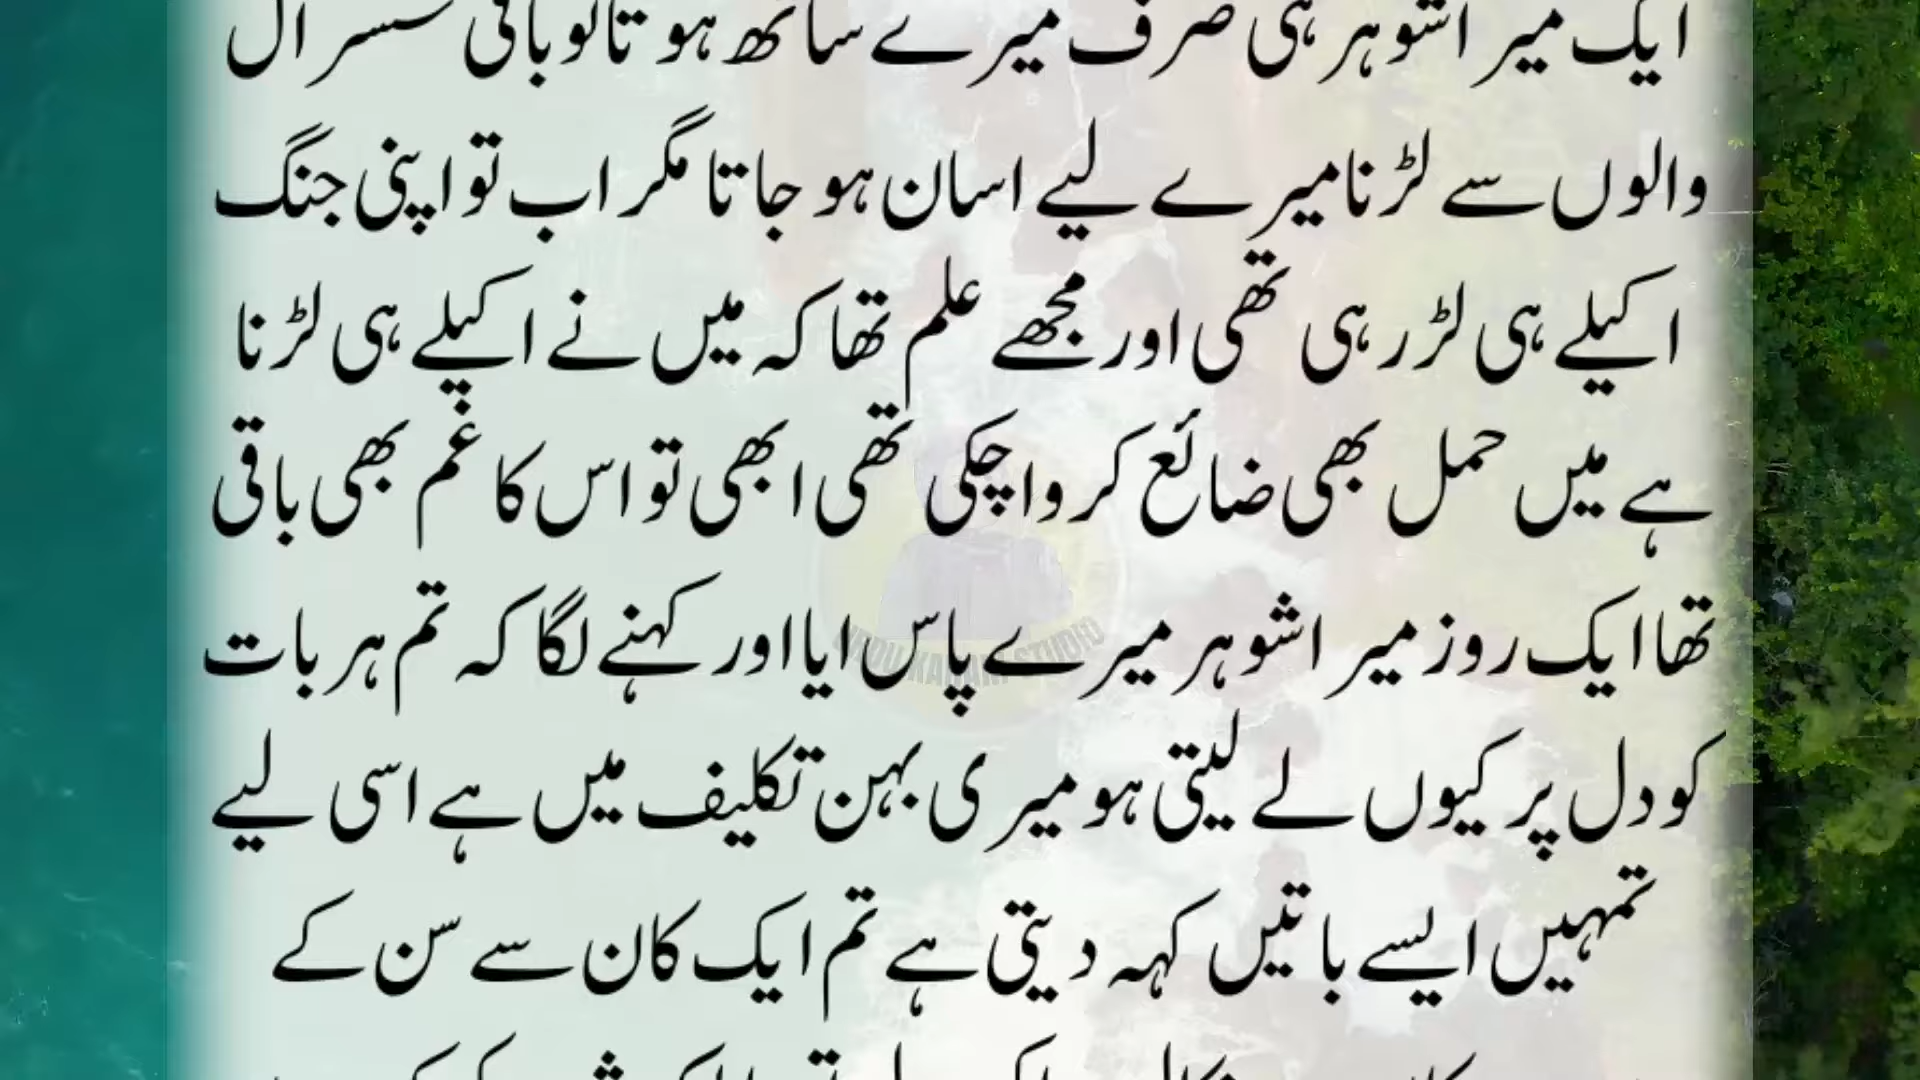 ایک میرا شوہر ہی صرف میرے ساتھ ہوتا تو باقی سسرال
والوں سے لڑنا میرے لیے اسان ہو جاتا مگر اب تو اپنی جنگ
اکیلے ہی لڑ رہی تھی اور مجھے علم تھا کہ میں نے اکیلے ہی لڑنا
ہے میں حمل بھی ضائع کروا چکی تھی ابھی تو اس کا غم بھی باقی
تھا ایک روز میرا شوہر میرے پاس ایا اور کہنے لگا کہ تم ہر بات
کو دل پر کیوں لے لیتی ہو میری بہن تکلیف میں ہے اسی لیے
تمہیں ایسے باتیں کہہ دیتی ہے تم ایک کان سے سن کے
URDU KAHANI STUDIO